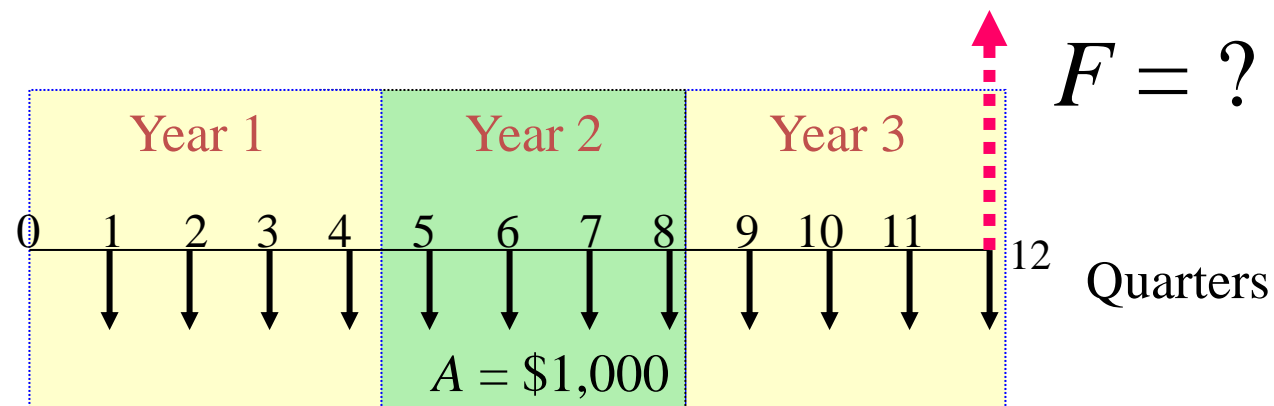 F = ?
Year 1 Year 2 Year 3
0 1 2 3 4 5 6 7 8 9 10 11 12
Quarters
A = $1,000